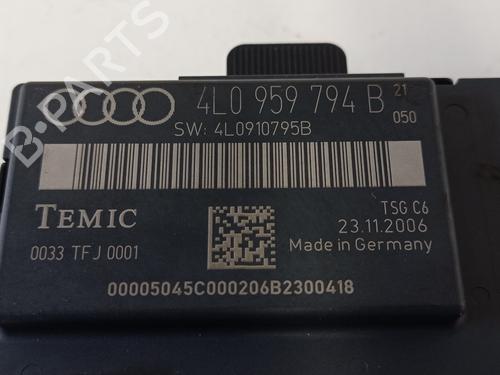 4L0 959 794 B 21
050
SW: 4L0910795B
TEMIC
TSG C6
23.11.2006
0033 TFJ 0001
Made in Germany
00005045C000206B2300418
B-PARTS